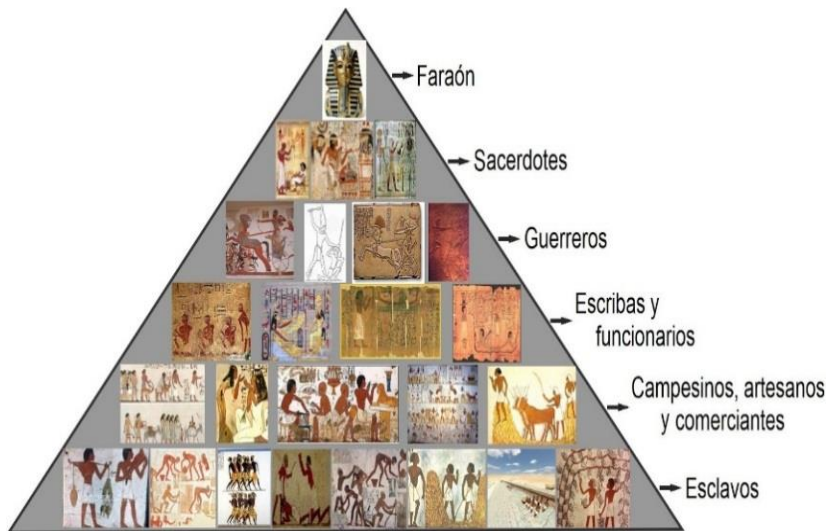 Faraón
Sacerdotes
Guerreros
Escribas y
funcionarios
Campesinos, artesanos
y comerciantes
Esclavos